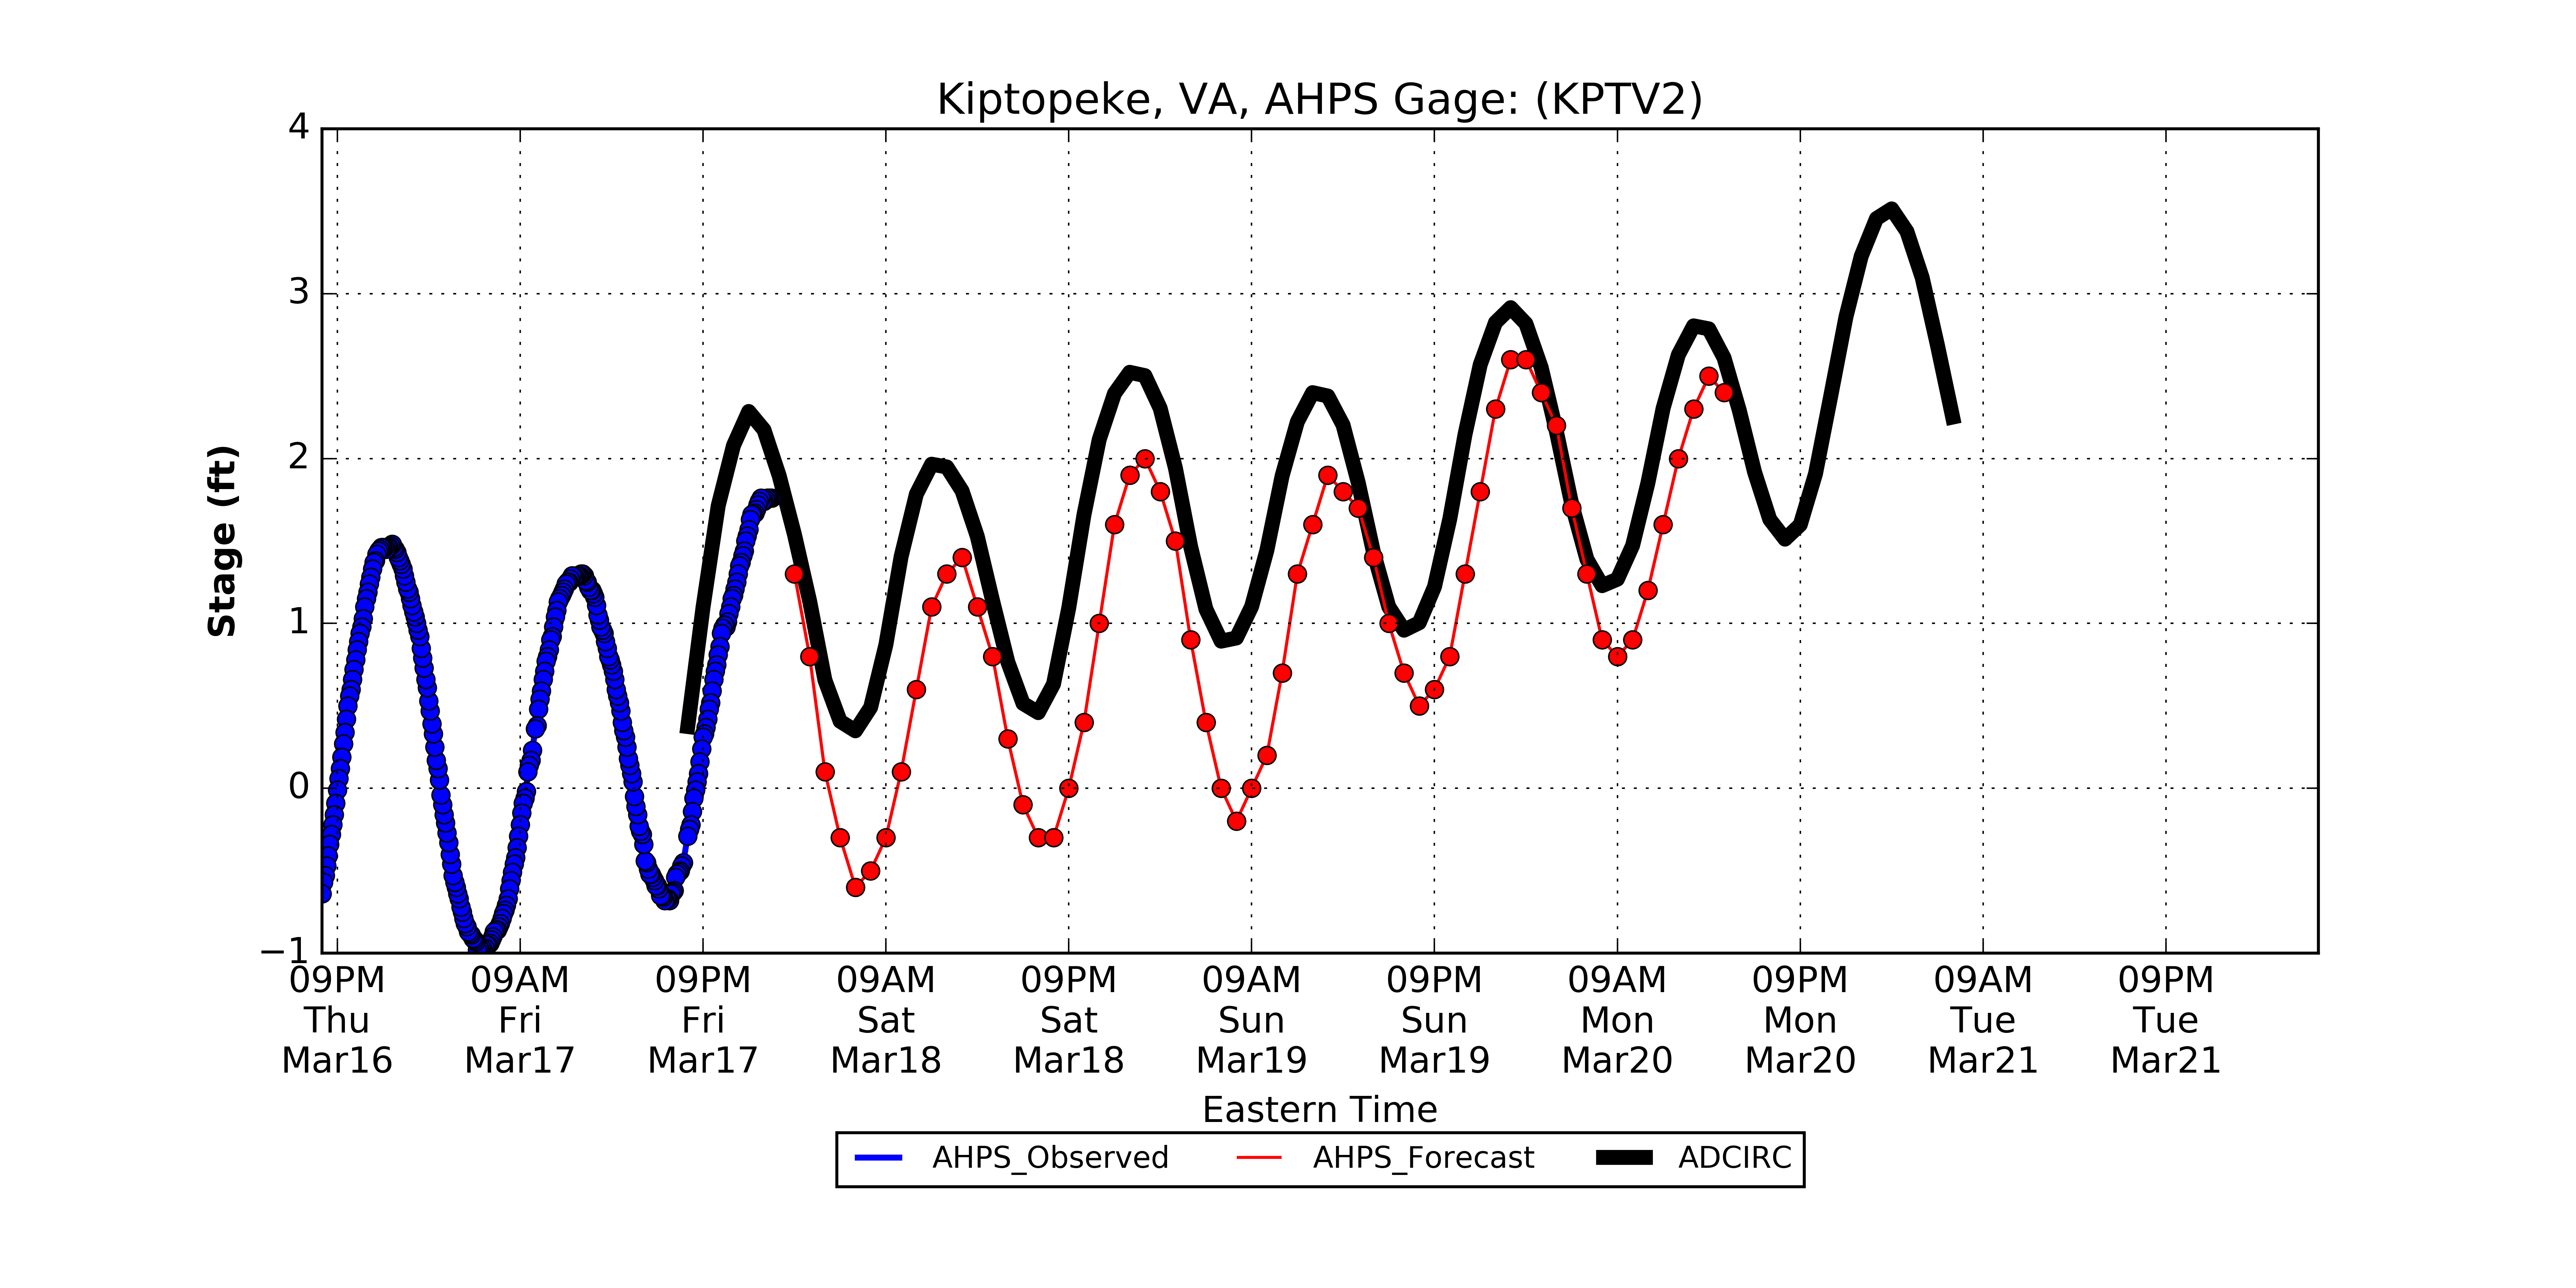 Kiptopeke, VA, AHPS Gage: (KPTV2)
4
3
2
1
0
−1
Stage (ft)
09PM 09AM 09PM 09AM 09PM 09AM 09PM 09AM 09PM 09AM 09PM
Thu Fri Fri Sat Sat Sun Sun Mon Mon Tue Tue
Mar16 Mar17 Mar17 Mar18 Mar18 Mar19 Mar19 Mar20 Mar20 Mar21 Mar21
Eastern Time
AHPS_Observed AHPS_Forecast ADCIRC